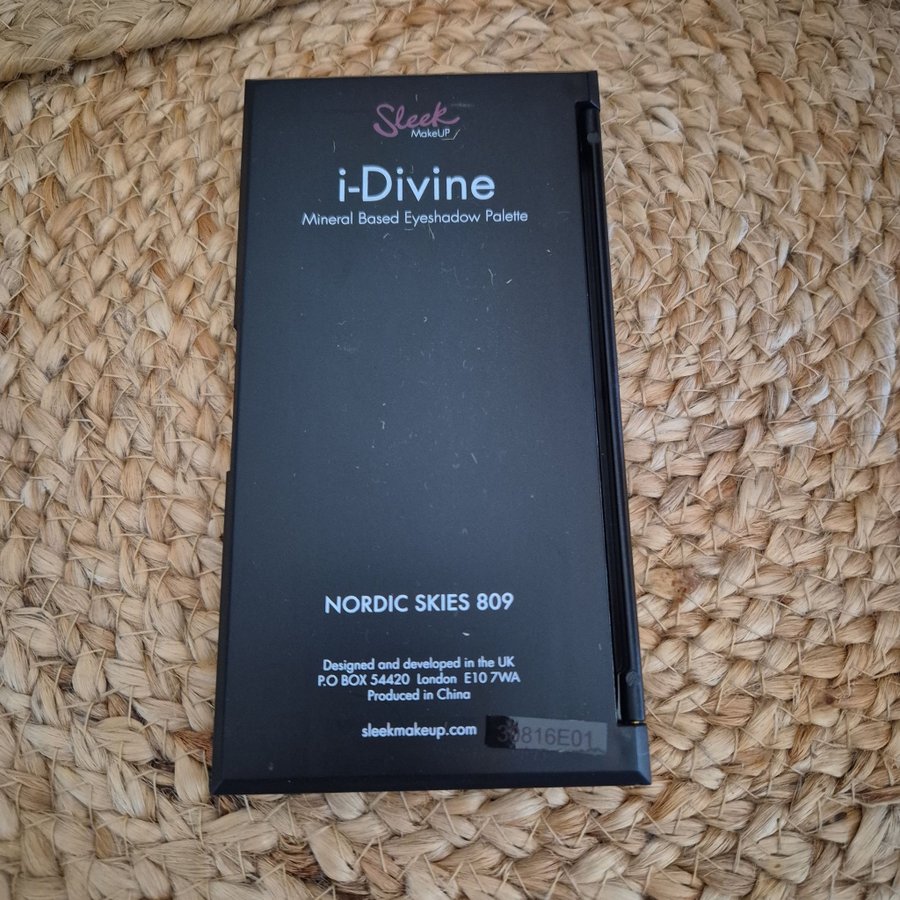 Sleek
MakeUP
i-Divine
Mineral Based Eyeshadow Palette
NORDIC SKIES 809
Designed and developed in the UK
P.O BOX 54420 London E10 7WA
Produced in China
sleekmakeup.com
30816E01